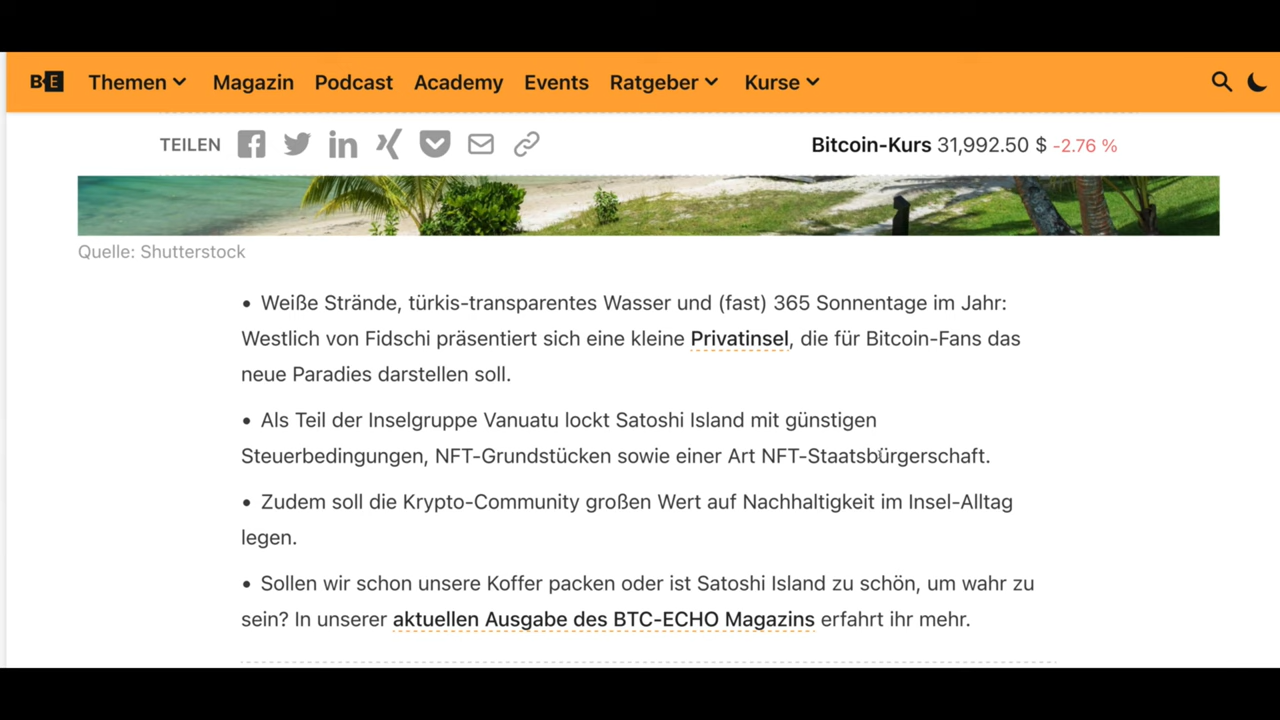 BE Themen Magazin Podcast Academy Events Ratgeber Kurse
TEILEN Bitcoin-Kurs 31,992.50 $ -2.76 %
Quelle: Shutterstock
• Weiße Strände, türkis-transparentes Wasser und (fast) 365 Sonnentage im Jahr:
Westlich von Fidschi präsentiert sich eine kleine Privatinsel, die für Bitcoin-Fans das
neue Paradies darstellen soll.
• Als Teil der Inselgruppe Vanuatu lockt Satoshi Island mit günstigen
Steuerbedingungen, NFT-Grundstücken sowie einer Art NFT-Staatsbürgerschaft.
• Zudem soll die Krypto-Community großen Wert auf Nachhaltigkeit im Insel-Alltag
legen.
• Sollen wir schon unsere Koffer packen oder ist Satoshi Island zu schön, um wahr zu
sein? In unserer aktuellen Ausgabe des BTC-ECHO Magazins erfahrt ihr mehr.